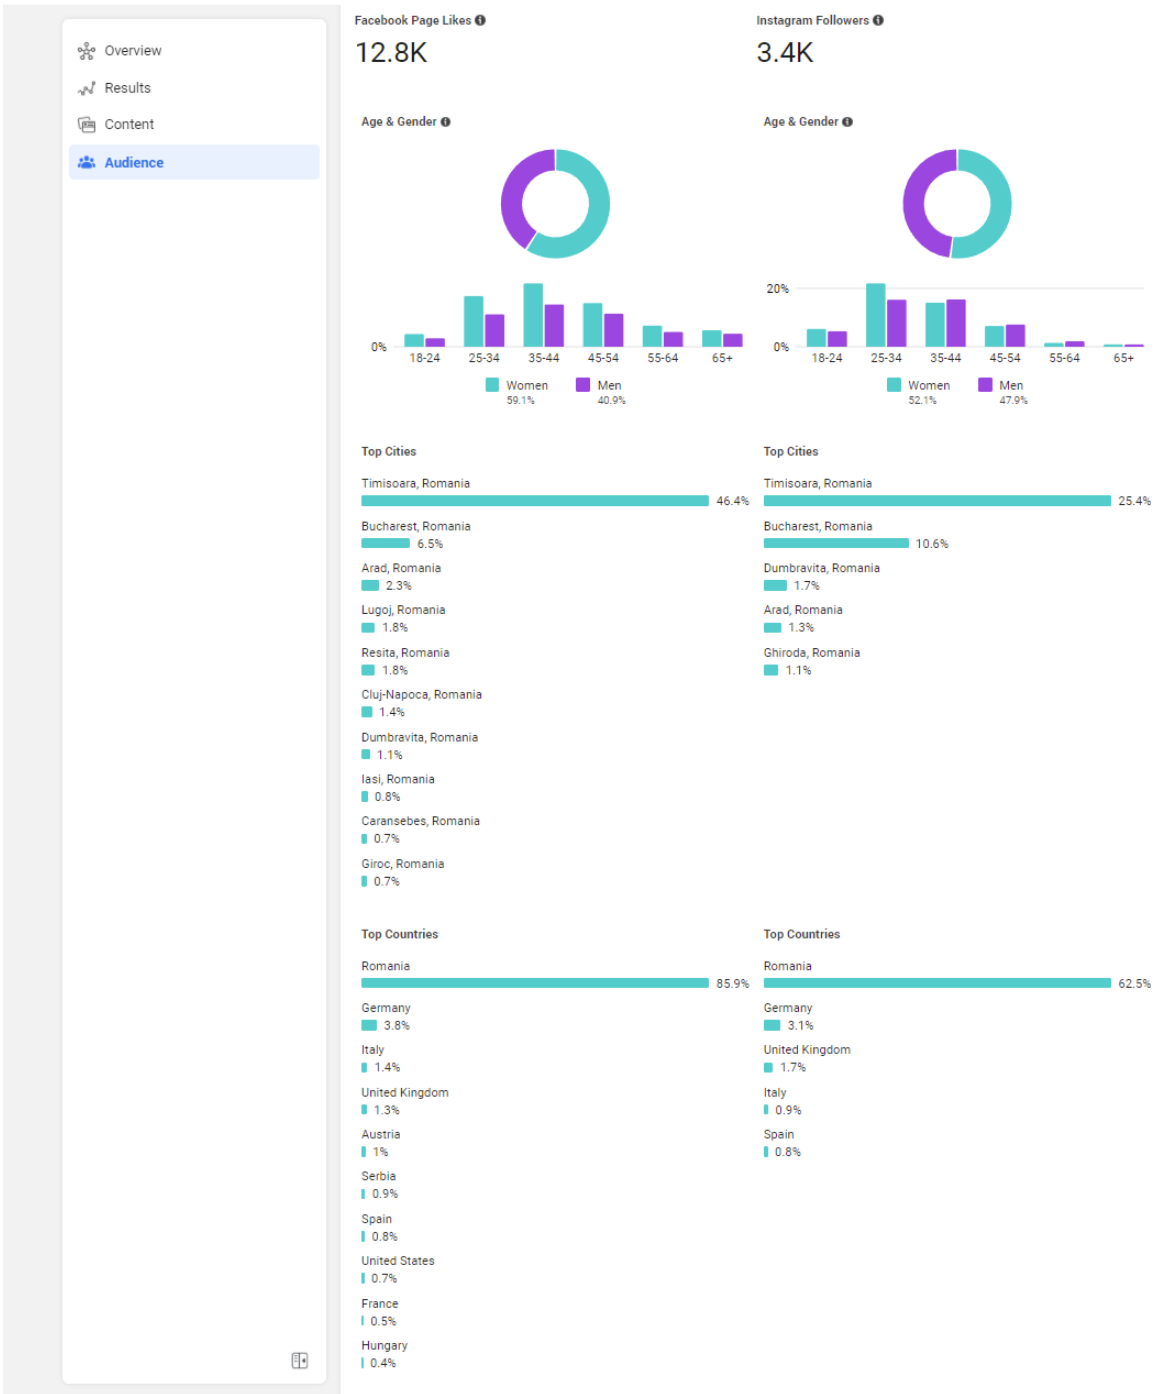 Overview
Results
Content
Audience
Facebook Page Likes
12.8K
Age & Gender
0%
18-24 25-34 35-44 45-54 55-64 65+
Women Men
59.1% 40.9%
Top Cities
Timisoara, Romania
46.4%
Bucharest, Romania
6.5%
Arad, Romania
2.3%
Lugoj, Romania
1.8%
Resita, Romania
1.8%
Cluj-Napoca, Romania
1.4%
Dumbravita, Romania
1.1%
Iasi, Romania
0.8%
Caransebes, Romania
0.7%
Giroc, Romania
0.7%
Top Countries
Romania
85.9%
Germany
3.8%
Italy
1.4%
United Kingdom
1.3%
Austria
1%
Serbia
0.9%
Spain
0.8%
United States
0.7%
France
0.5%
Hungary
0.4%
Instagram Followers
3.4K
Age & Gender
20%
0%
18-24 25-34 35-44 45-54 55-64 65+
Women Men
52.1% 47.9%
Top Cities
Timisoara, Romania
25.4%
Bucharest, Romania
10.6%
Dumbravita, Romania
1.7%
Arad, Romania
1.3%
Ghiroda, Romania
1.1%
Top Countries
Romania
62.5%
Germany
3.1%
United Kingdom
1.7%
Italy
0.9%
Spain
0.8%